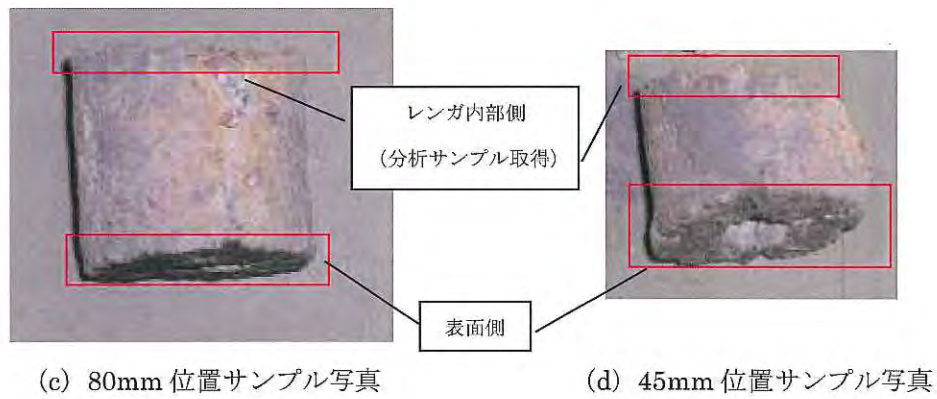 レンガ内部側
（分析サンプル取得）
表面側
(c) 80mm 位置サンプル写真
(d) 45mm 位置サンプル写真